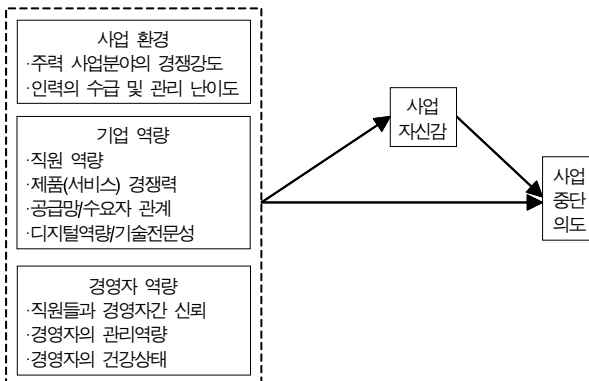 사업 환경
·주력 사업분야의 경쟁강도
·인력의 수급 및 관리 난이도
기업 역량
·직원 역량
·제품(서비스) 경쟁력
·공급망/수요자 관계
·디지털역량/기술전문성
경영자 역량
·직원들과 경영자간 신뢰
·경영자의 관리역량
·경영자의 건강상태
사업
자신감
사업
중단
의도